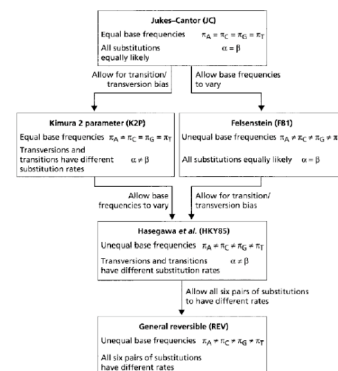 Jukes–Cantor (JC)
Equal base frequencies πA = πC = πG = πT
All substitutions α = β
equally likely
Allow for transition/
transversion bias
Allow base frequencies
to vary
Kimura 2 parameter (K2P)
Equal base frequencies πA = πC = πG = πT
Transversions and
transitions have different α ≠ β
substitution rates
Felsenstein (F81)
Unequal base frequencies πA ≠ πC ≠ πG ≠ πT
All substitutions equally likely α = β
Allow base
frequencies to vary
Allow for transition/
transversion bias
Hasegawa et al. (HKY85)
Unequal base frequencies πA ≠ πC ≠ πG ≠ πT
Transversions and transitions α ≠ β
have different substitution rates
Allow all six pairs of substitutions
to have different rates
General reversible (REV)
Unequal base frequencies πA ≠ πC ≠ πG ≠ πT
All six pairs of substitutions
have different rates